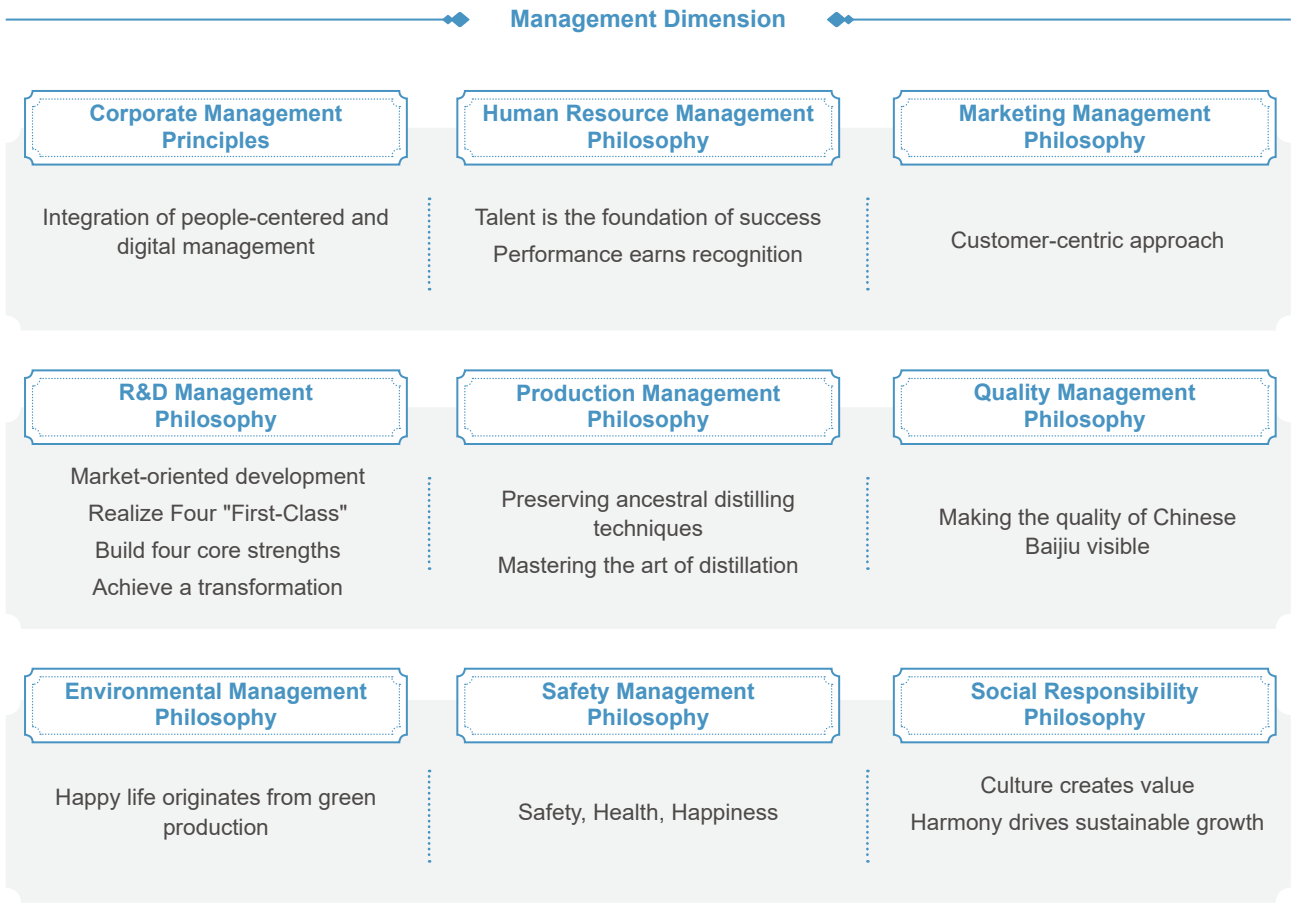 Management Dimension
Corporate Management
Principles
Integration of people-centered and
digital management
Human Resource Management
Philosophy
Talent is the foundation of success
Performance earns recognition
Marketing Management
Philosophy
Customer-centric approach
R&D Management
Philosophy
Market-oriented development
Realize Four "First-Class"
Build four core strengths
Achieve a transformation
Production Management
Philosophy
Preserving ancestral distilling
techniques
Mastering the art of distillation
Quality Management
Philosophy
Making the quality of Chinese
Baijiu visible
Environmental Management
Philosophy
Happy life originates from green
production
Safety Management
Philosophy
Safety, Health, Happiness
Social Responsibility
Philosophy
Culture creates value
Harmony drives sustainable growth